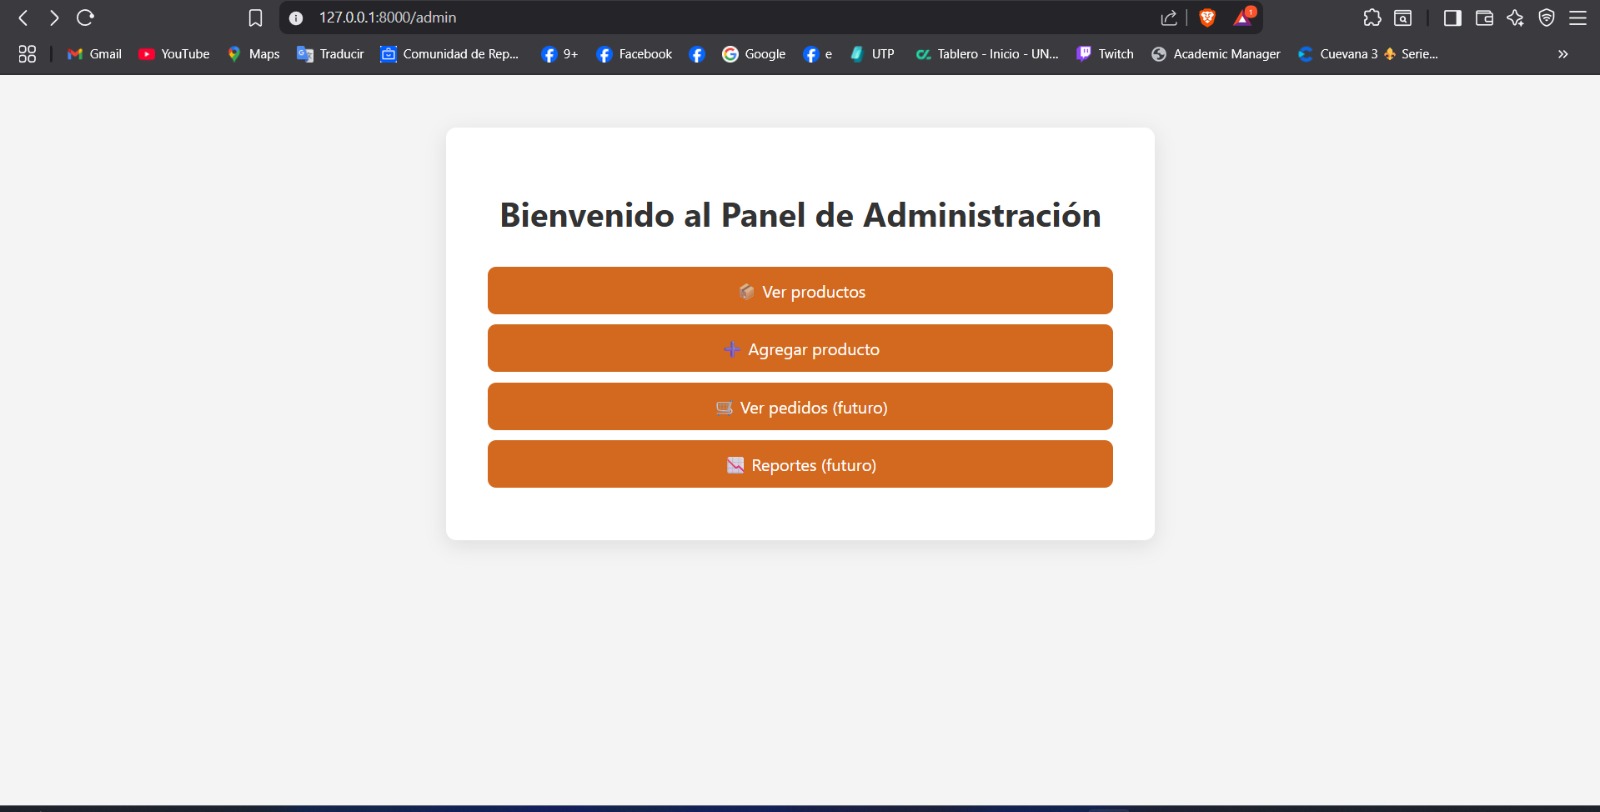 127.0.0.1:8000/admin
1
Gmail
YouTube
Maps
Traducir
Comunidad de Rep...
9+
Facebook
Google
e
UTP
Tablero - Inicio - UN...
Twitch
Academic Manager
Cuevana 3 ⚜ Serie...
»
Bienvenido al Panel de Administración
📦 Ver productos
➕ Agregar producto
🛒 Ver pedidos (futuro)
📉 Reportes (futuro)